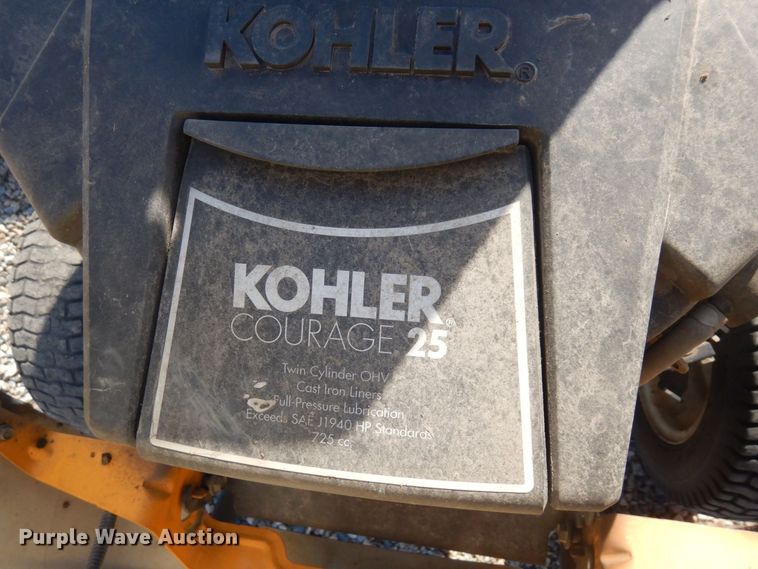 KOHLER®
KOHLER®
COURAGE 25
Twin Cylinder OHV
Cast Iron Liners
Full-Pressure Lubrication
Exceeds SAE J1940 HP Standards
725 cc
Purple Wave Auction